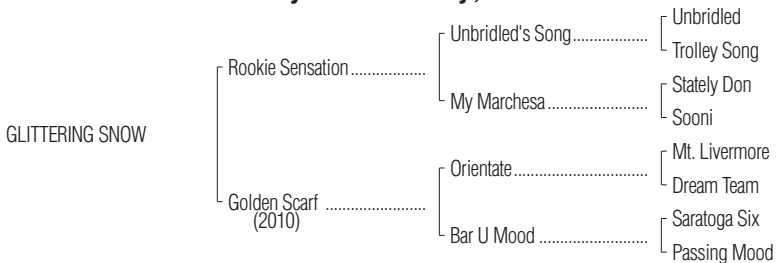 Unbridled
Unbridled's Song..................
Trolley Song
Rookie Sensation..................
Stately Don
My Marchesa........................
Sooni
GLITTERING SNOW
Mt. Livermore
Orientate................................
Dream Team
Golden Scarf ........................
(2010)
Saratoga Six
Bar U Mood ..........................
Passing Mood